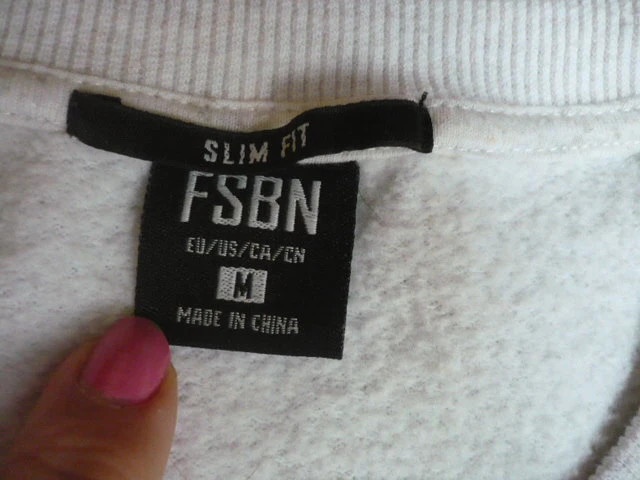 SLIM FIT
FSBN
EU/US/CA/CN
M
MADE IN CHINA